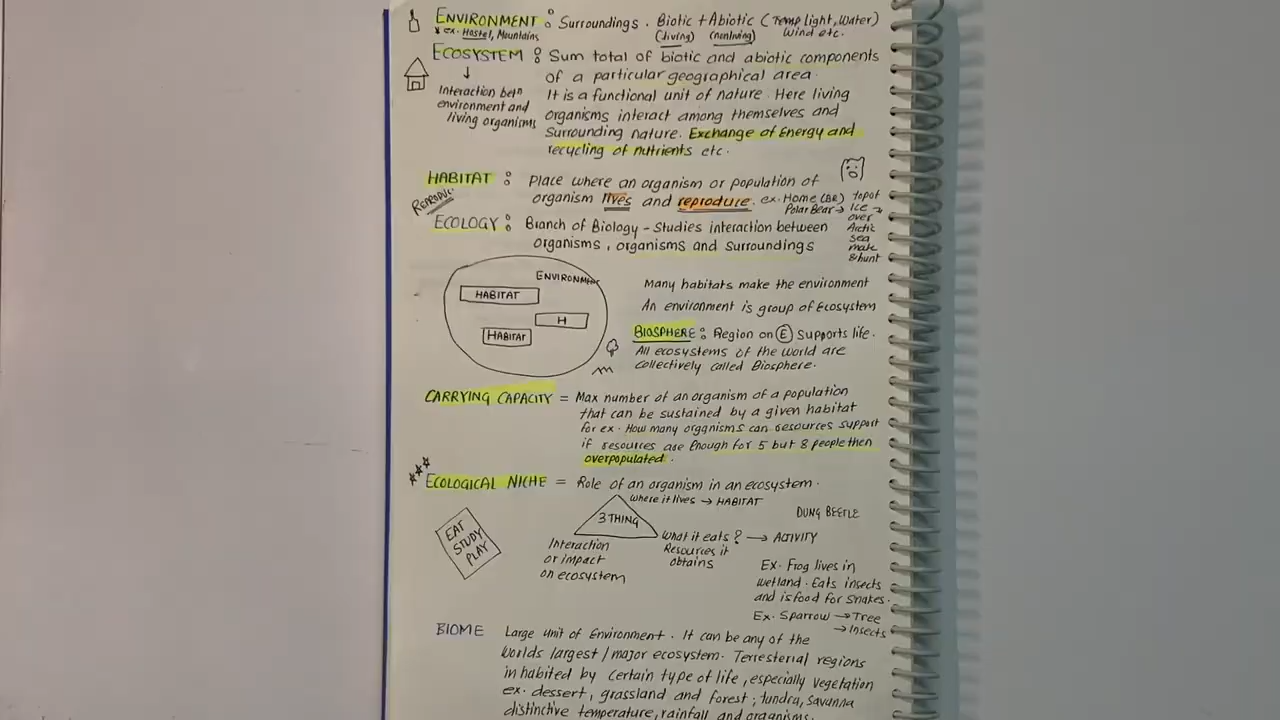 ENVIRONMENT : Surroundings . Biotic + Abiotic (Temp light, Water)
ex. Hostel, Mountains (living) (nonliving) Wind etc.
ECOSYSTEM : Sum total of biotic and abiotic components
of a particular geographical area.
↓
Interaction betn
environment and
living organisms
It is a functional unit of nature. Here living
organisms interact among themselves and
Surrounding nature. Exchange of Energy and
recycling of nutrients etc.
HABITAT : Place where an organism or population of
organism lives and reproduce. ex. Home (BR)
Polar Bear →
top of
Ice →
over
Arctic
sea
mate
& hunt
ECOLOGY : Branch of Biology - Studies interaction between
organisms, organisms and surroundings
ENVIRONMENT
HABITAT
H
HABITAT
Many habitats make the environment
An environment is group of Ecosystem
BIOSPHERE : Region on (E) Supports life.
All ecosystems of the world are
collectively called Biosphere.
CARRYING CAPACITY = Max number of an organism of a population
that can be sustained by a given habitat
for ex. How many organisms can resources support
if resources are Enough for 5 but 8 people then
overpopulated.
ECOLOGICAL NICHE = Role of an organism in an ecosystem.
where it lives → HABITAT
3 THING
DUNG BEETLE
EAT
STUDY
PLAY
What it eats ? → ACTIVITY
Resources it
obtains
Interaction
or impact
on ecosystem
Ex. Frog lives in
wetland. Eats insects
and is food for Snakes.
Ex. Sparrow → Tree
→ Insects
BIOME Large unit of Environment. It can be any of the
Worlds largest / major ecosystem. Terresterial regions
in habited by certain type of life, especially vegetation
ex. dessert, grassland and forest; tundra, Savanna
distinctive temperature, rainfall and organisms.